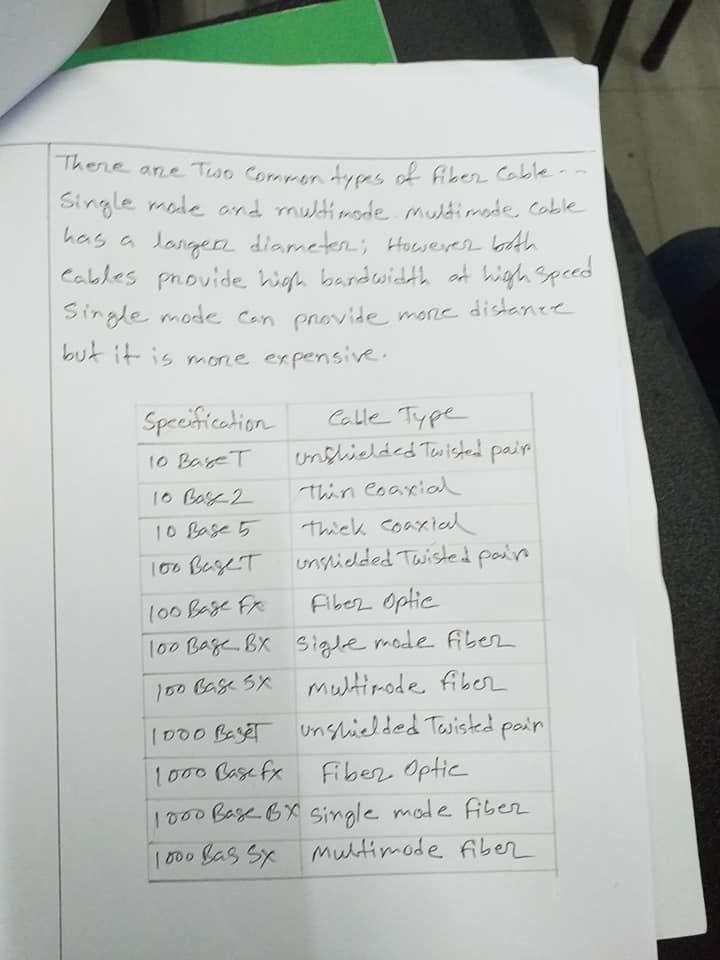 There are Two Common types of fiber Cable --
Single mode and multimode. multimode cable
has a larger diameter; However both
cables provide high bandwidth at high speed
Single mode can provide more distance
but it is more expensive.
Specification Cable Type
10 Base T unshielded Twisted pair
10 Base 2 Thin coaxial
10 Base 5 Thick coaxial
100 Base T unshielded Twisted pair
100 Base Fx Fiber Optic
100 Base BX Sigle mode fiber
100 Base SX multimode fiber
1000 BaseT unshielded Twisted pair
1000 Base fx Fiber Optic
1000 Base BX Single mode fiber
1000 Bas SX Multimode fiber